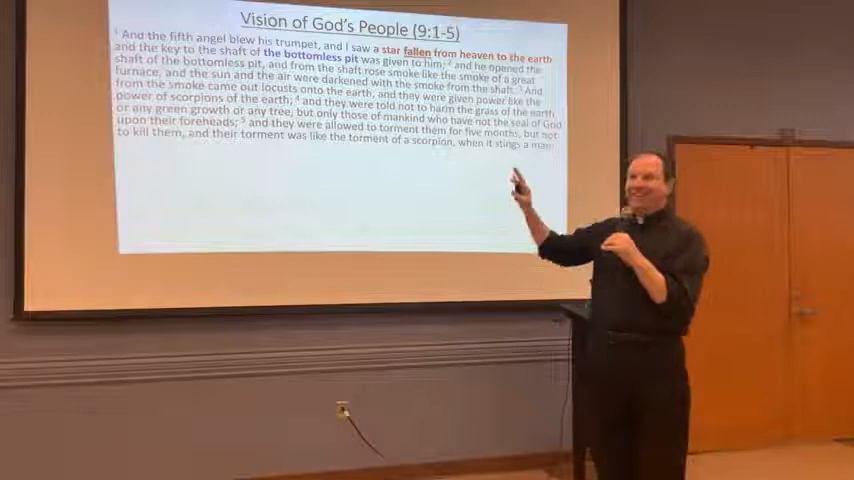 Vision of God's People (9:1-5)
1 And the fifth angel blew his trumpet, and I saw a star fallen from heaven to the earth
and the key to the shaft of the bottomless pit was given to him; 2 and he opened the
shaft of the bottomless pit, and from the shaft rose smoke like the smoke of a great
furnace, and the sun and the air were darkened with the smoke from the shaft. 3 And
from the smoke came out locusts onto the earth, and they were given power like the
power of scorpions of the earth; 4 and they were told not to harm the grass of the earth
or any green growth or any tree, but only those of mankind who have not the seal of God
upon their foreheads; 5 and they were allowed to torment them for five months, but not
to kill them, and their torment was like the torment of a scorpion, when it stings a man.